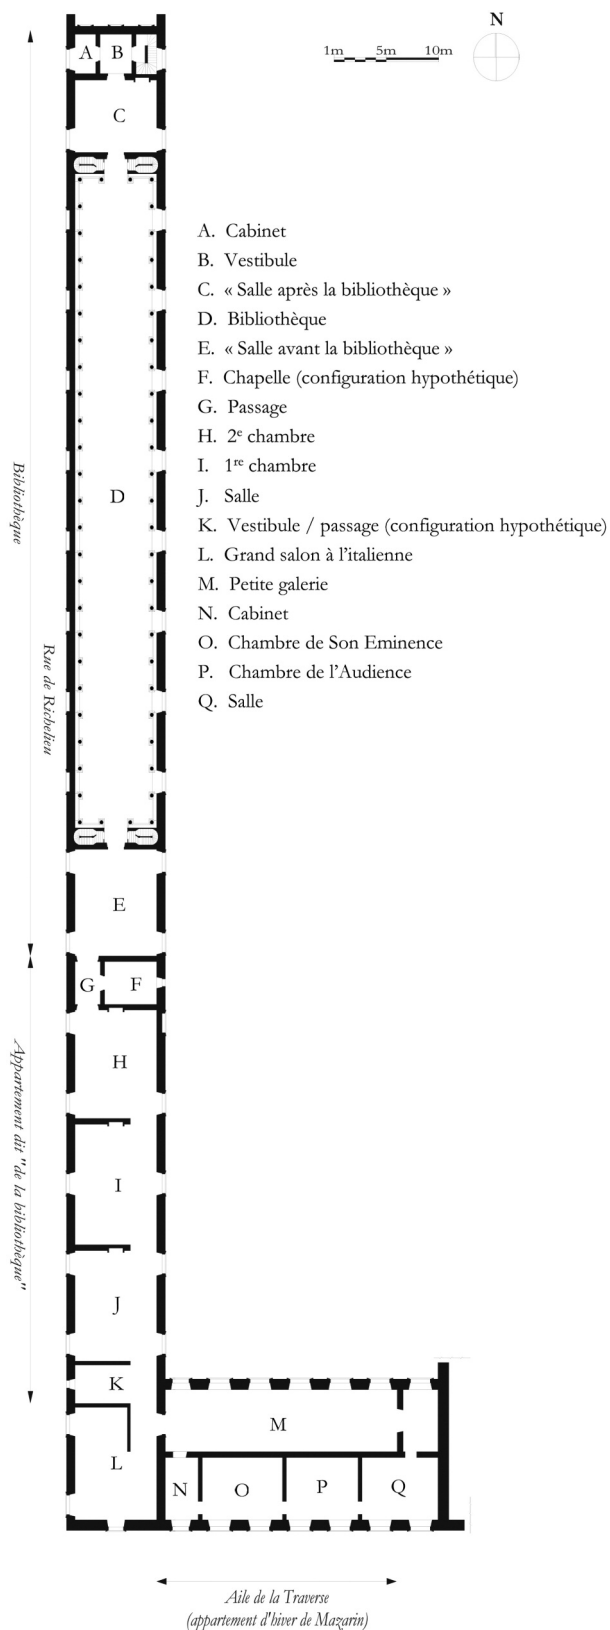 N
1m 5m 10m
A B
C
A. Cabinet
B. Vestibule
C. « Salle après la bibliothèque »
D. Bibliothèque
E. « Salle avant la bibliothèque »
F. Chapelle (configuration hypothétique)
G. Passage
H. 2e chambre
I. 1re chambre
J. Salle
K. Vestibule / passage (configuration hypothétique)
L. Grand salon à l'italienne
M. Petite galerie
N. Cabinet
O. Chambre de Son Eminence
P. Chambre de l'Audience
Q. Salle
D
Bibliothèque
Rue de Richelieu
E
G F
H
Appartement dit "de la bibliothèque"
I
J
K
M
L
N O P Q
Aile de la Traverse
(appartement d'hiver de Mazarin)